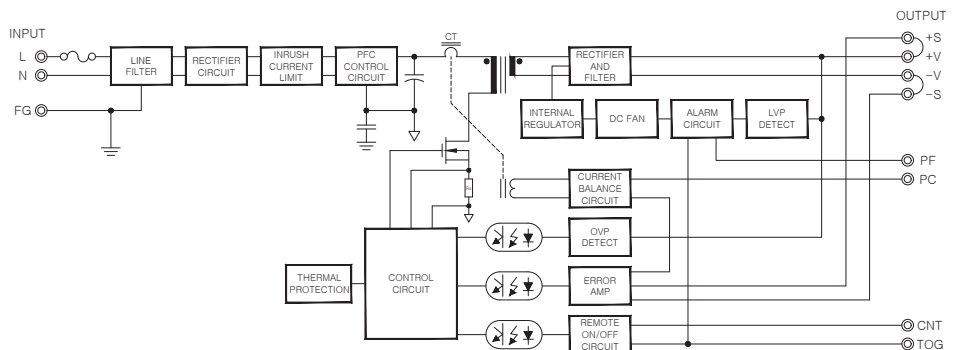 INPUT
L
N
FG
LINE
FILTER
RECTIFIER
CIRCUIT
INRUSH
CURRENT
LIMIT
PFC
CONTROL
CIRCUIT
CT
RECTIFIER
AND
FILTER
INTERNAL
REGULATOR
DC FAN
ALARM
CIRCUIT
LVP
DETECT
OUTPUT
+S
+V
−V
−S
PF
PC
CURRENT
BALANCE
CIRCUIT
OVP
DETECT
THERMAL
PROTECTION
CONTROL
CIRCUIT
ERROR
AMP
REMOTE
ON/OFF
CIRCUIT
CNT
TOG